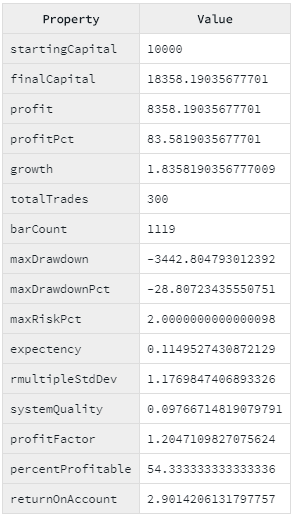 Property Value
startingCapital 10000
finalCapital 18358.19035677701
profit 8358.19035677701
profitPct 83.5819035677701
growth 1.8358190356777009
totalTrades 300
barCount 1119
maxDrawdown -3442.804793012392
maxDrawdownPct -28.80723435550751
maxRiskPct 2.0000000000000098
expectency 0.1149527430872129
rmultipleStdDev 1.1769847406893326
systemQuality 0.09766714819079791
profitFactor 1.2047109827075624
percentProfitable 54.333333333333336
returnOnAccount 2.9014206131797757